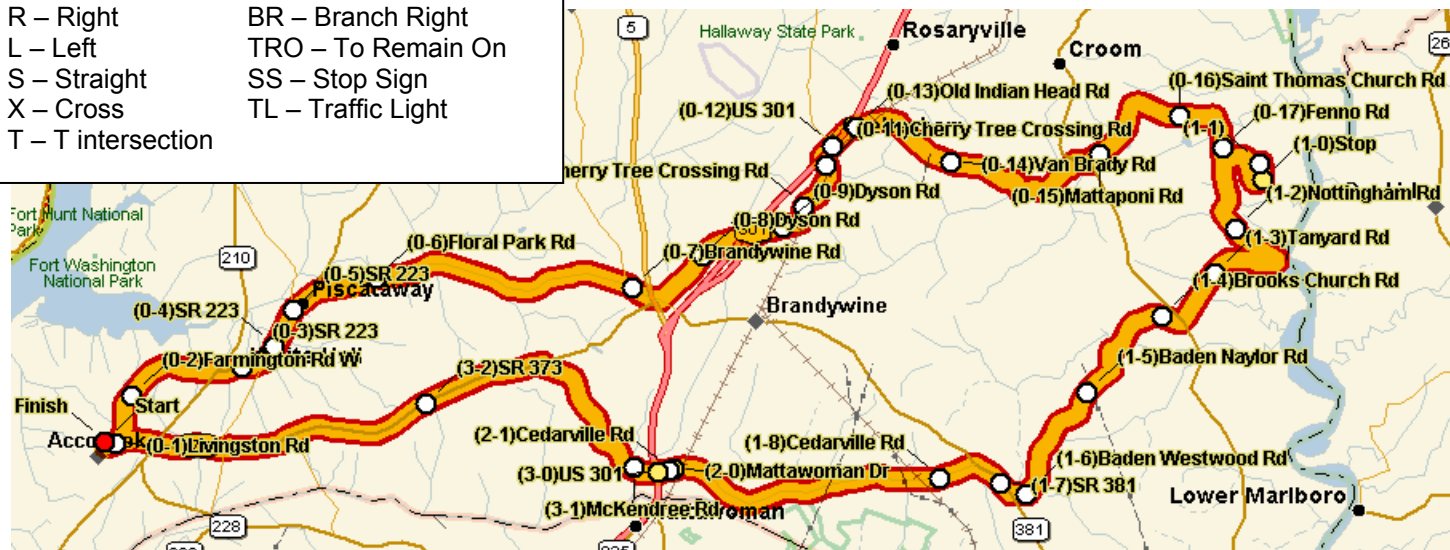 R – Right BR – Branch Right
L – Left TRO – To Remain On
S – Straight SS – Stop Sign
X – Cross TL – Traffic Light
T – T intersection
5
Hallaway State Park
Rosaryville
Croom
(0-16)Saint Thomas Church Rd
(0-13)Old Indian Head Rd
(0-12)US 301
(0-17)Fenno Rd
(0-11)Cherry Tree Crossing Rd
(1-1)
(1-0)Stop
(0-14)Van Brady Rd
herry Tree Crossing Rd
(0-9)Dyson Rd
(0-15)Mattaponi Rd
(1-2)Nottingham Rd
Fort Hunt National
Park
(0-8)Dyson Rd
301
(0-6)Floral Park Rd
(0-7)Brandywine Rd
(1-3)Tanyard Rd
210
Fort Washington
National Park
(0-5)SR 223
(1-4)Brooks Church Rd
Piscataway
(0-4)SR 223
Brandywine
(0-3)SR 223
(0-2)Farmington Rd W
(1-5)Baden Naylor Rd
(3-2)SR 373
Finish
Start
(2-1)Cedarville Rd
(1-8)Cedarville Rd
(0-1)Livingston Rd
(1-6)Baden Westwood Rd
(3-0)US 301
(2-0)Mattawoman Dr
(1-7)SR 381
Lower Marlboro
(3-1)McKendree Rd
228
381